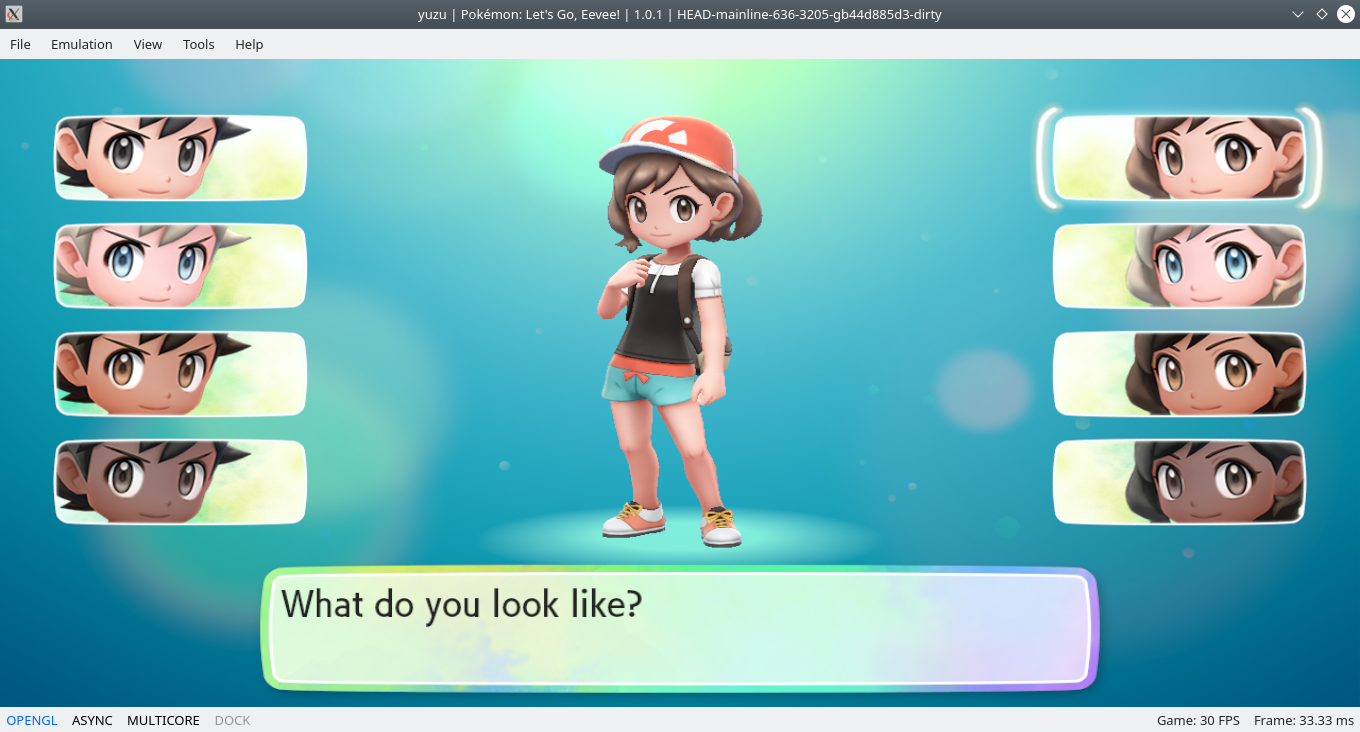 yuzu | Pokémon: Let's Go, Eevee! | 1.0.1 | HEAD-mainline-636-3205-gb44d885d3-dirty
File Emulation View Tools Help
What do you look like?
OPENGL ASYNC MULTICORE DOCK Game: 30 FPS Frame: 33.33 ms